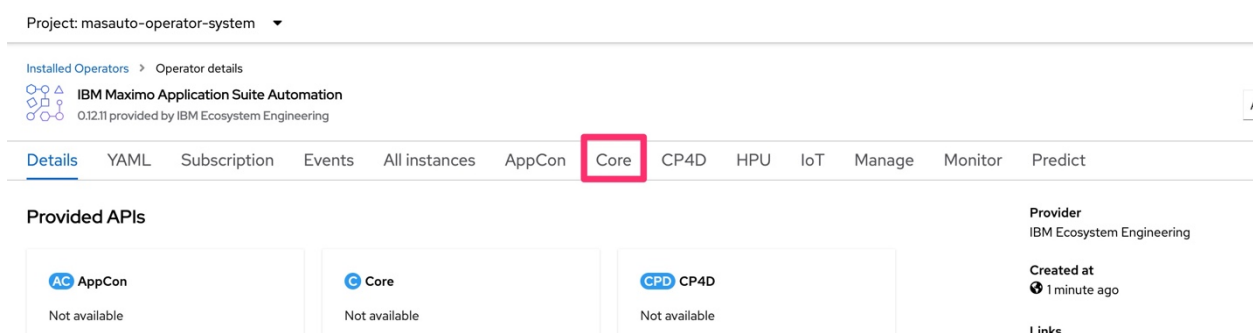 Project: masauto-operator-system
Installed Operators > Operator details
IBM Maximo Application Suite Automation
0.12.11 provided by IBM Ecosystem Engineering
A
Details YAML Subscription Events All instances AppCon Core CP4D HPU IoT Manage Monitor Predict
Provided APIs
AC AppCon
Not available
C Core
Not available
CPD CP4D
Not available
Provider
IBM Ecosystem Engineering
Created at
1 minute ago
Links